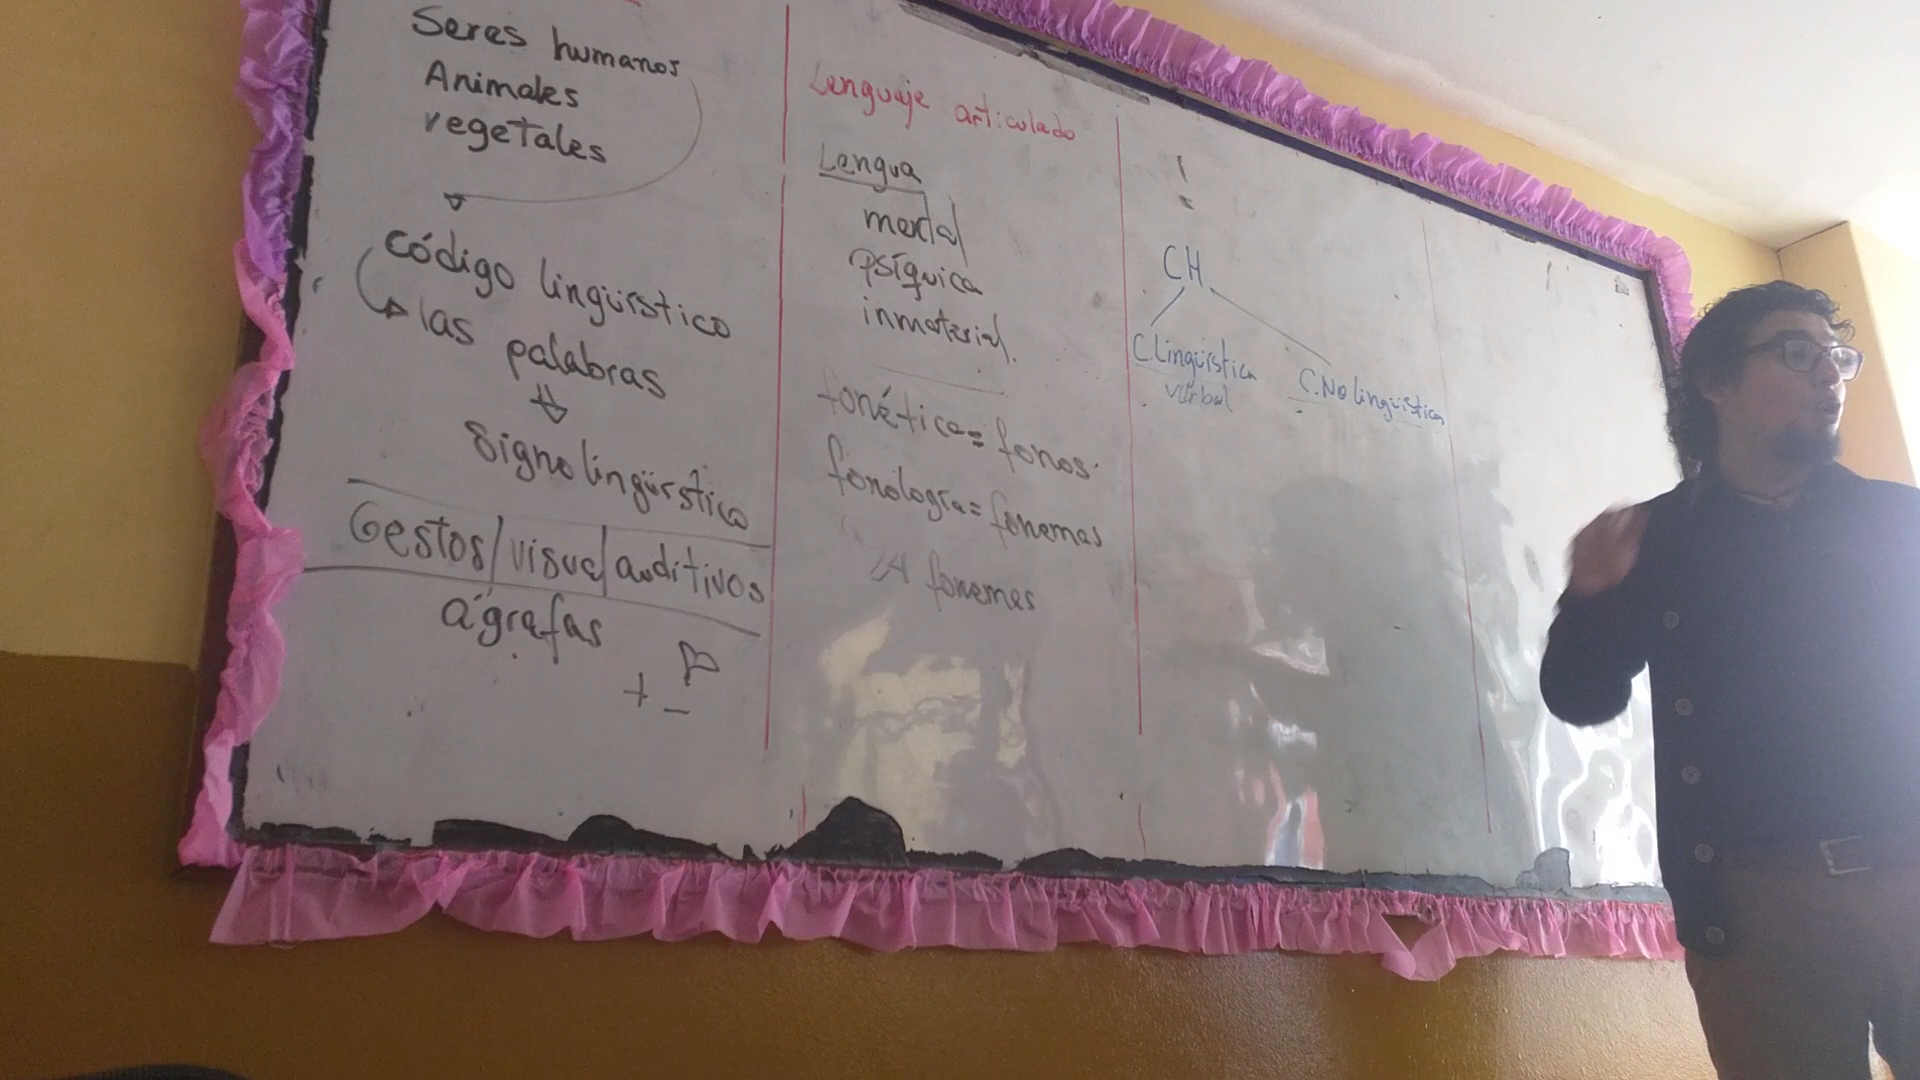 Seres humanos
Animales
vegetales
código lingüístico
las palabras
signo lingüístico
Gestos/visual/auditivos
ágrafas
+ -
Lenguaje articulado
Lengua
mental
psíquica
inmaterial.
fonética = fonos.
fonología = fonemas
fonemas
CH
C. Lingüística
verbal
C. No lingüística